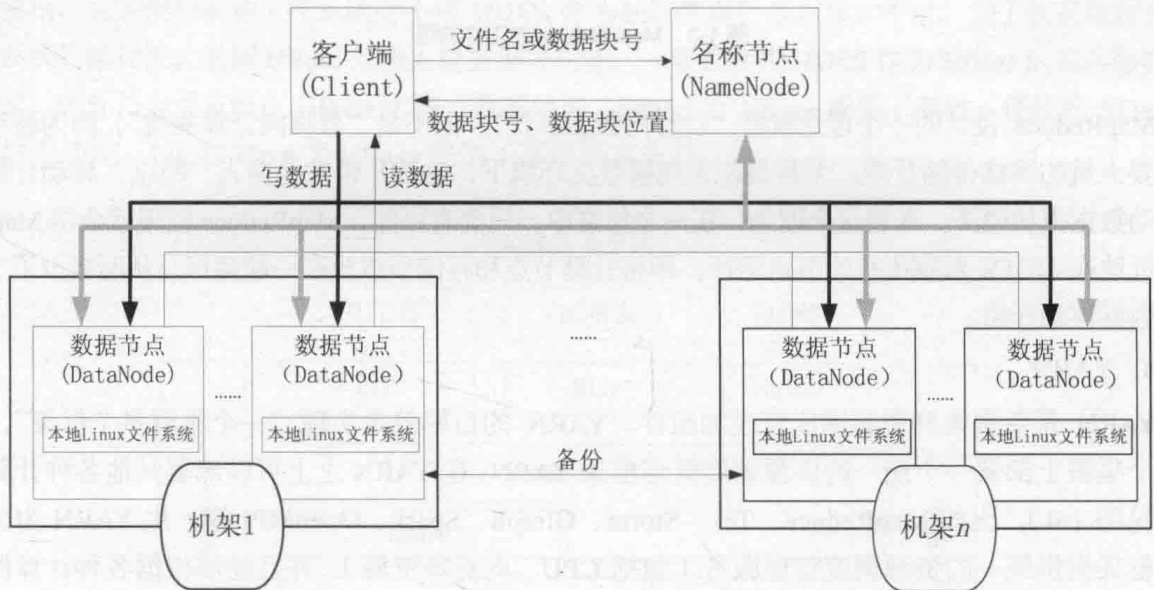 客户端
(Client)
文件名或数据块号
名称节点
(NameNode)
数据块号、数据块位置
写数据
读数据
数据节点
(DataNode)
……
本地Linux文件系统
数据节点
(DataNode)
本地Linux文件系统
……
备份
数据节点
(DataNode)
……
本地Linux文件系统
数据节点
(DataNode)
本地Linux文件系统
机架1
机架n